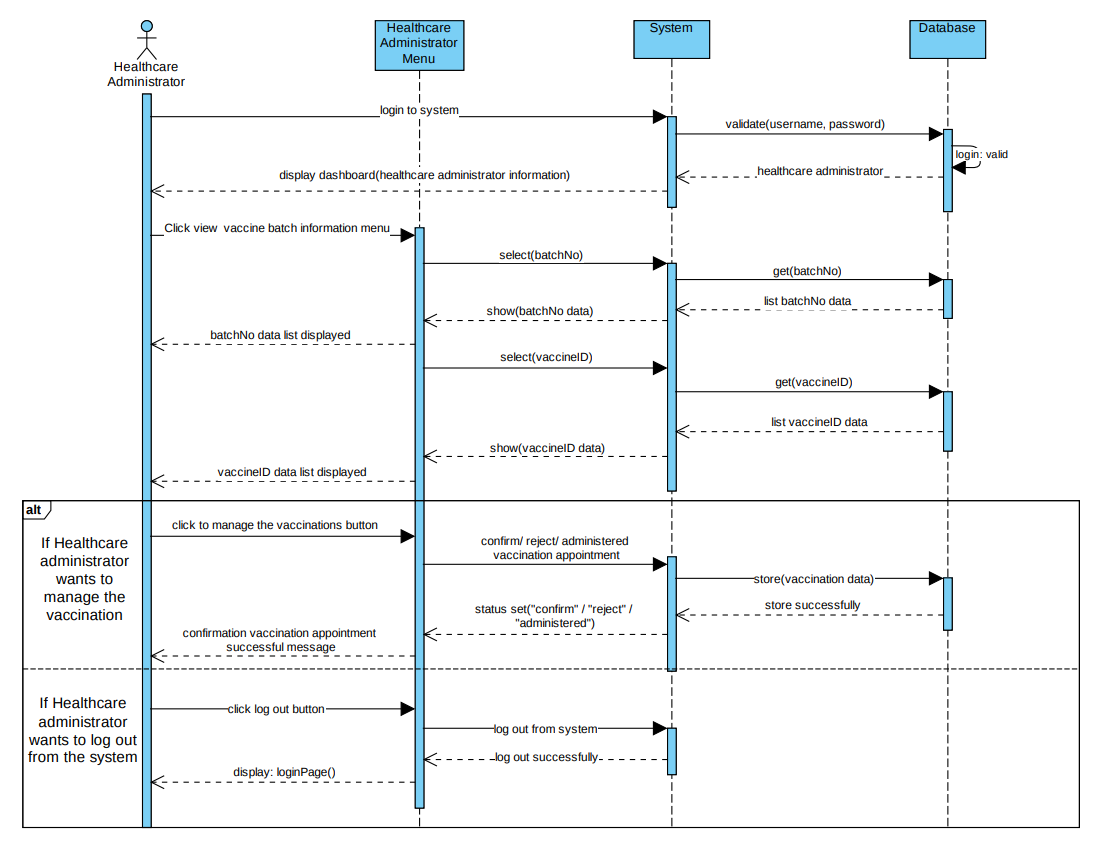 Healthcare
Administrator
Healthcare
Administrator
Menu
System
Database
login to system
validate(username, password)
login: valid
healthcare administrator
display dashboard(healthcare administrator information)
Click view  vaccine batch information menu
select(batchNo)
get(batchNo)
list batchNo data
show(batchNo data)
batchNo data list displayed
select(vaccineID)
get(vaccineID)
list vaccineID data
show(vaccineID data)
vaccineID data list displayed
alt
If Healthcare
administrator
wants to
manage the
vaccination
click to manage the vaccinations button
confirm/ reject/ administered
vaccination appointment
store(vaccination data)
store successfully
status set("confirm" / "reject" /
"administered")
confirmation vaccination appointment
successful message
If Healthcare
administrator
wants to log out
from the system
click log out button
log out from system
log out successfully
display: loginPage()